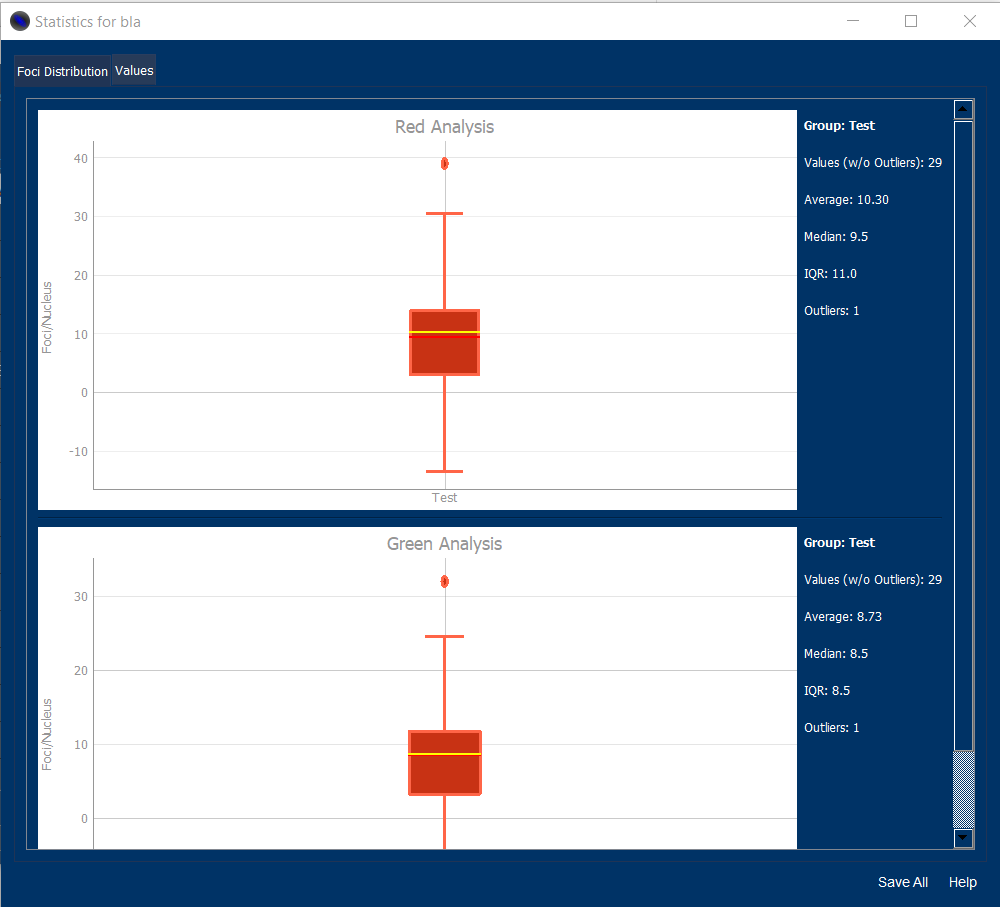 Statistics for bla
Foci Distribution
Values
Red Analysis
40
30
20
10
0
-10
Foci/Nucleus
Test
Group: Test
Values (w/o Outliers): 29
Average: 10.30
Median: 9.5
IQR: 11.0
Outliers: 1
Green Analysis
30
20
10
0
Foci/Nucleus
Group: Test
Values (w/o Outliers): 29
Average: 8.73
Median: 8.5
IQR: 8.5
Outliers: 1
Save All
Help